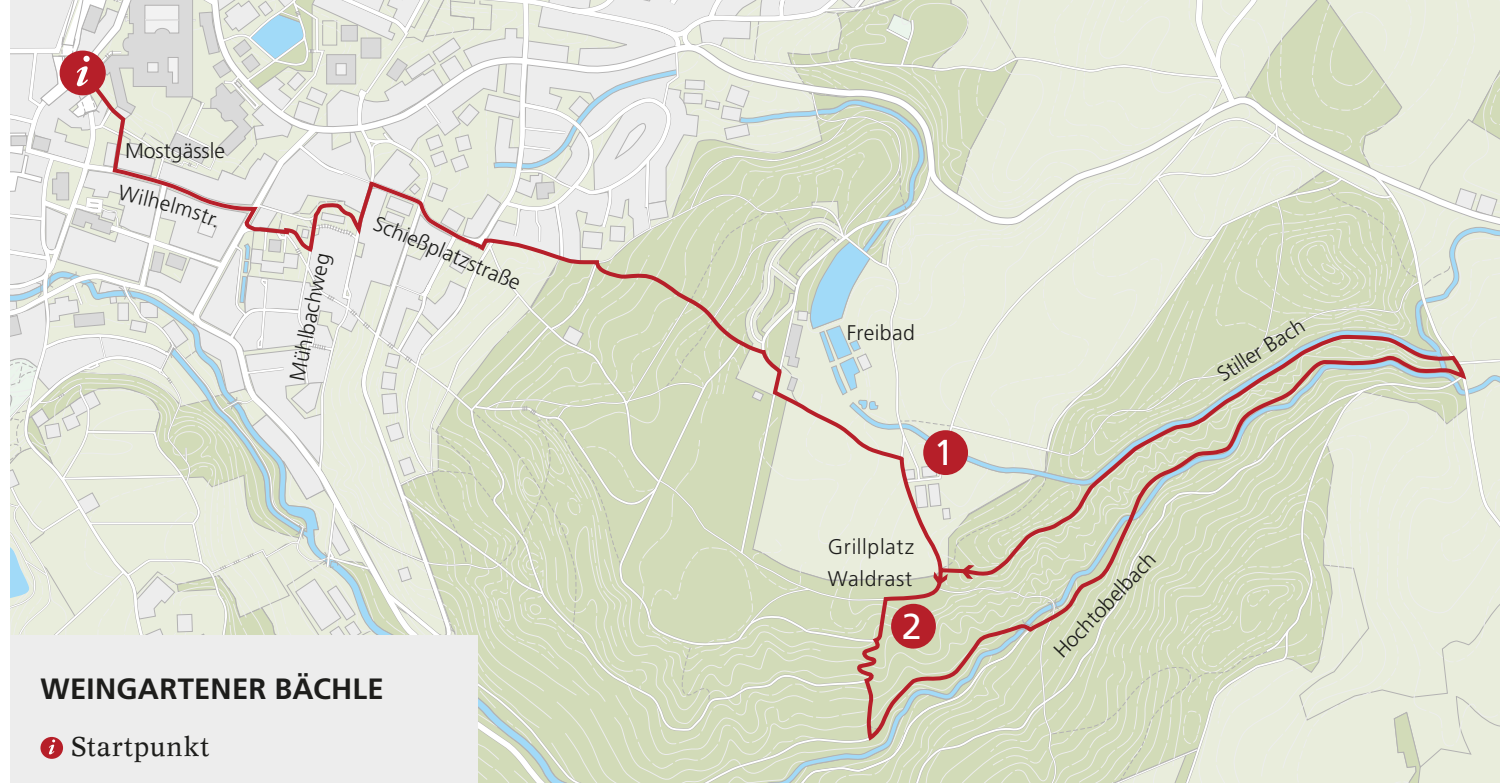 i
Mostgässle
Wilhelmstr.
Schießplatzstraße
Mühlbachweg
Freibad
Stiller Bach
1
Grillplatz
Waldrast
2
Hochtobelbach
WEINGARTENER BÄCHLE
i Startpunkt